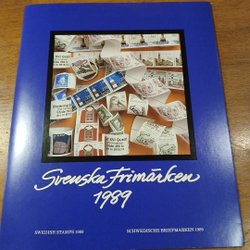 Svenska Frimärken
1989
SWEDISH STAMPS 1989 SCHWEDISCHE BRIEFMARKEN 1989